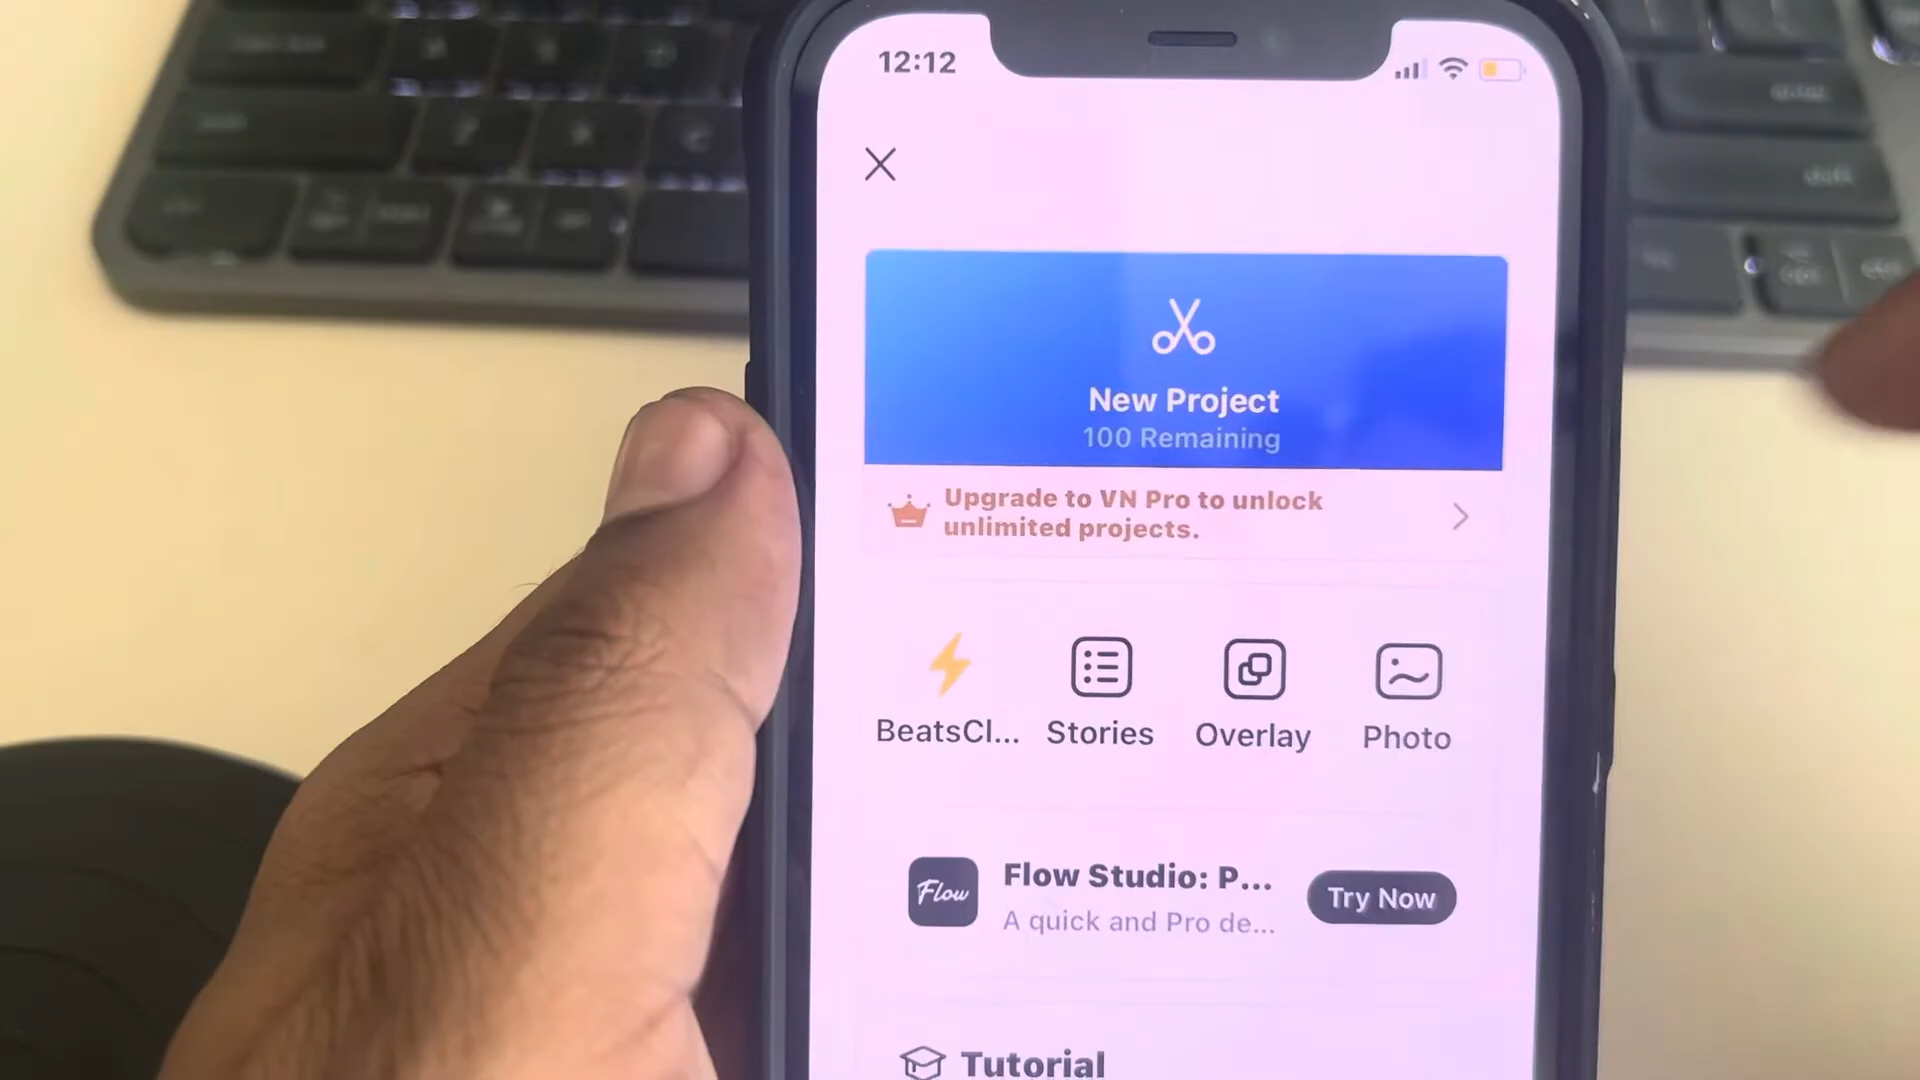 12:12
New Project
100 Remaining
Upgrade to VN Pro to unlock
unlimited projects.
BeatsCl...
Stories
Overlay
Photo
Flow
Flow Studio: P...
A quick and Pro de...
Try Now
Tutorial